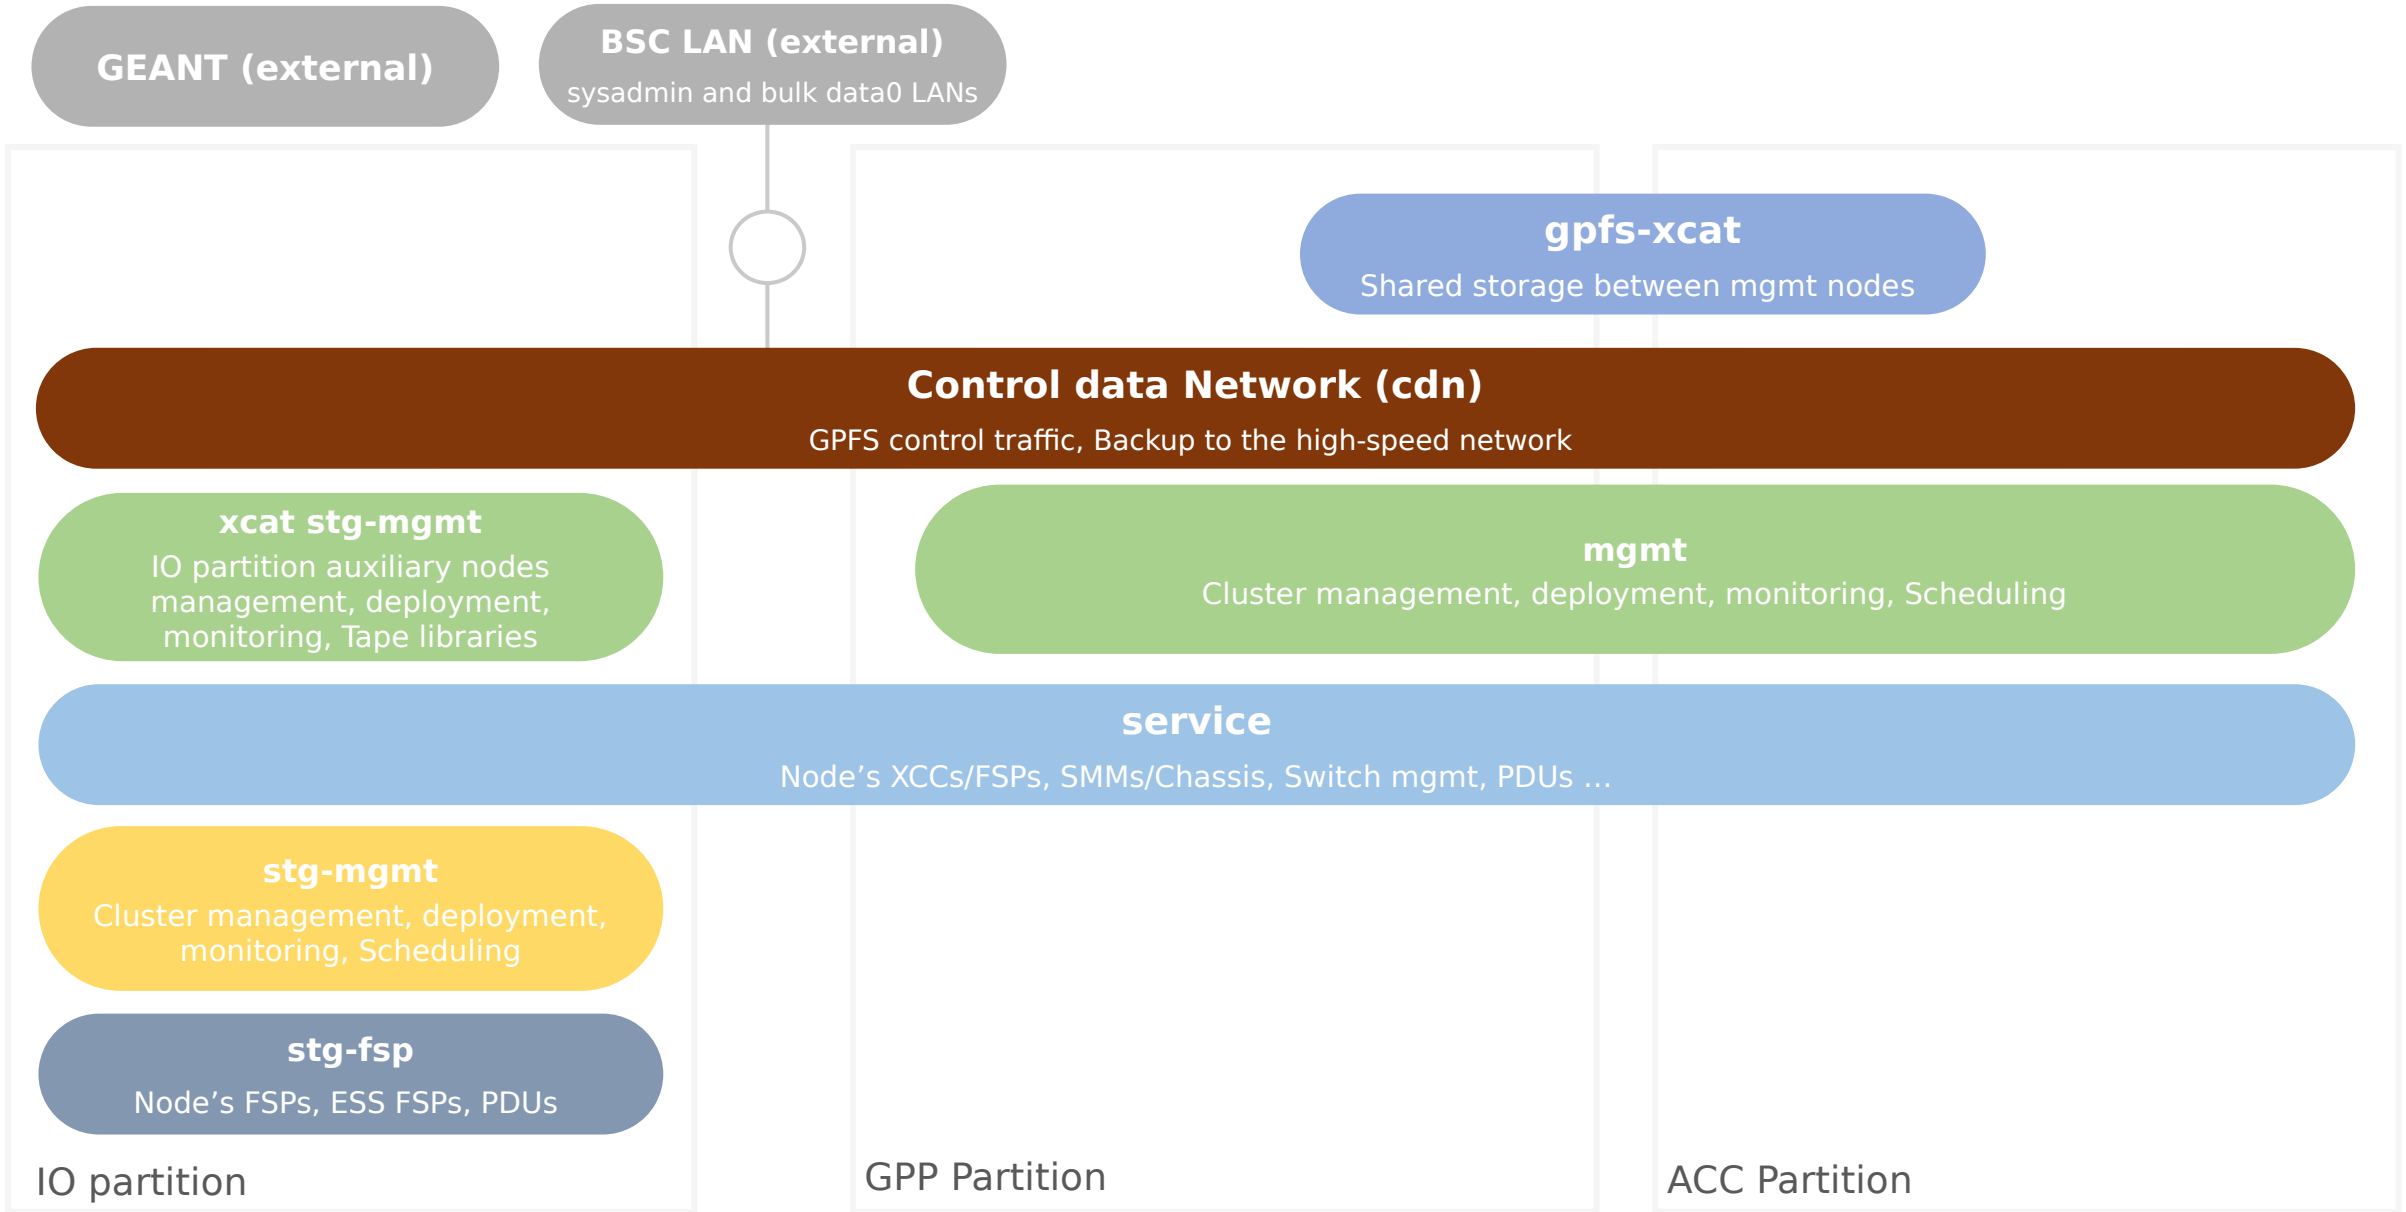 GEANT (external)
BSC LAN (external)
sysadmin and bulk data0 LANs
gpfs-xcat
Shared storage between mgmt nodes
Control data Network (cdn)
GPFS control traffic, Backup to the high-speed network
xcat stg-mgmt
IO partition auxiliary nodes
management, deployment,
monitoring, Tape libraries
mgmt
Cluster management, deployment, monitoring, Scheduling
service
Node’s XCCs/FSPs, SMMs/Chassis, Switch mgmt, PDUs …
stg-mgmt
Cluster management, deployment,
monitoring, Scheduling
stg-fsp
Node’s FSPs, ESS FSPs, PDUs
IO partition
GPP Partition
ACC Partition